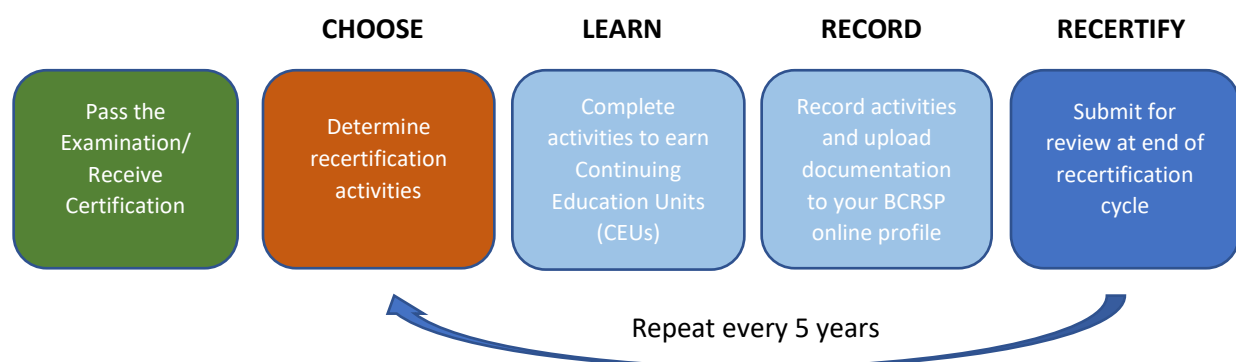 CHOOSE
LEARN
RECORD
RECERTIFY
Pass the
Examination/
Receive
Certification
Determine
recertification
activities
Complete
activities to earn
Continuing
Education Units
(CEUs)
Record activities
and upload
documentation
to your BCRSP
online profile
Submit for
review at end of
recertification
cycle
Repeat every 5 years